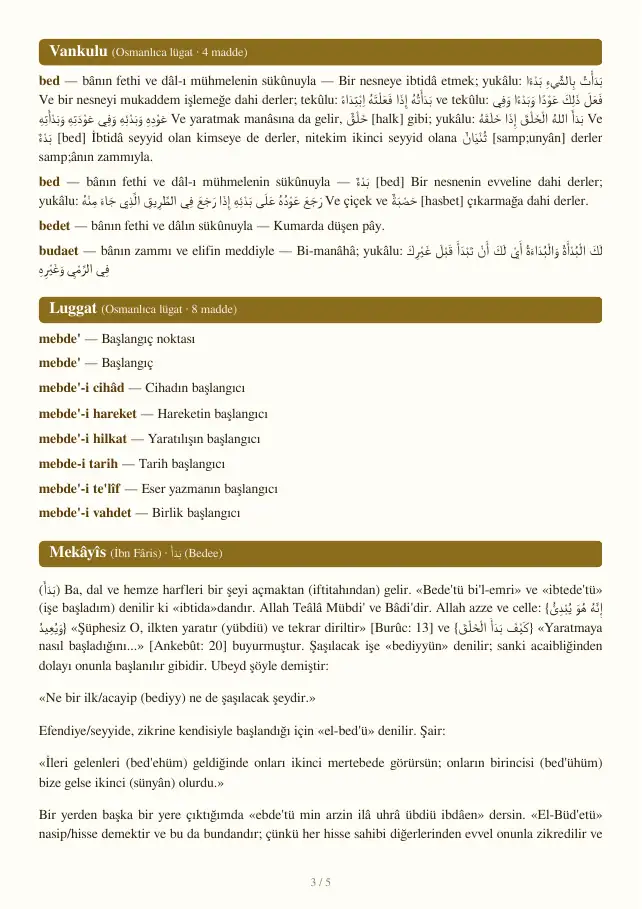 Vankulu (Osmanlıca lügat · 4 madde)
bed — bânın fethi ve dâl-ı mühmelenin sükûnuyla — Bir nesneye ibtidâ etmek; yukâlu: بَدَأْتُ بِالشَّيءِ بَدْءًا
Ve bir nesneyi mukaddem işlemeğe dahi derler; tekûlu: بَدَأْتُهُ إِذَا فَعَلْتَهُ اِبْتِدَاءً ve tekûlu: فَعَلَ ذَلِكَ عَوْدًا وَبَدْءًا وَفِي
عَوْدِهِ وَبَدْئِهِ وَفِي عَوْدَتِهِ وَبَدْأَتِهِ Ve yaratmak manâsına da gelir, خَلْقٌ [halk] gibi; yukâlu: بَدَأَ اللهُ الْخَلْقَ إِذَا خَلَقَهُ Ve
بَدْءٌ [bed] İbtidâ seyyid olan kimseye de derler, nitekim ikinci seyyid olana ثُنْيَانٌ [samp;unyân] derler
samp;ânın zammıyla.
bed — bânın fethi ve dâl-ı mühmelenin sükûnuyla — بَدْءٌ [bed] Bir nesnenin evveline dahi derler;
yukâlu: رَجَعَ عَوْدُهُ عَلَى بَدْئِهِ إِذَا رَجَعَ فِي الطَّرِيقِ الَّذِي جَاءَ مِنْهُ Ve çiçek ve حَصْبَةٌ [hasbet] çıkarmağa dahi derler.
bedet — bânın fethi ve dâlın sükûnuyla — Kumarda düşen pây.
budaet — bânın zammı ve elifin meddiyle — Bi-manâhâ; yukâlu: لَكَ الْبُدْأَةُ وَالْبُدَاءَةُ أَيْ لَكَ أَنْ تَبْدَأَ قَبْلَ غَيْرِكَ
فِي الرَّمْيِ وَغَيْرِهِ
Luggat (Osmanlıca lügat · 8 madde)
mebde' — Başlangıç noktası
mebde' — Başlangıç
mebde'-i cihâd — Cihadın başlangıcı
mebde'-i hareket — Hareketin başlangıcı
mebde'-i hilkat — Yaratılışın başlangıcı
mebde-i tarih — Tarih başlangıcı
mebde'-i te'lîf — Eser yazmanın başlangıcı
mebde'-i vahdet — Birlik başlangıcı
Mekâyîs (İbn Fâris) · بَدَأَ (Bedee)
(بَدَأَ) Ba, dal ve hemze harfleri bir şeyi açmaktan (iftitahından) gelir. «Bede'tü bi'l-emri» ve «ibtede'tü»
(işe başladım) denilir ki «ibtida»dandır. Allah Teâlâ Mübdi' ve Bâdi'dir. Allah azze ve celle: {إِنَّهُ هُوَ يُبْدِئُ
وَيُعِيدُ} «Şüphesiz O, ilkten yaratır (yübdiu) ve tekrar diriltir» [Burûc: 13] ve {كَيْفَ بَدَأَ الْخَلْقَ} «Yaratmaya
nasıl başladığını...» [Ankebût: 20] buyurmuştur. Şaşılacak işe «bediyyün» denilir; sanki acaibliğinden
dolayı onunla başlanılır gibidir. Ubeyd şöyle demiştir:
«Ne bir ilk/acayip (bediyy) ne de şaşılacak şeydir.»
Efendiye/seyyide, zikrine kendisiyle başlandığı için «el-bed'ü» denilir. Şair:
«İleri gelenleri (bed'ehüm) geldiğinde onları ikinci mertebede görürsün; onların birincisi (bed'ühüm)
bize gelse ikinci (sünyân) olurdu.»
Bir yerden başka bir yere çıktığımda «ebde'tü min arzin ilâ uhrâ übdiü ibdâen» dersin. «El-Büd'etü»
nasip/hisse demektir ve bu da bundandır; çünkü her hisse sahibi diğerlerinden evvel onunla zikredilir ve
3 / 5